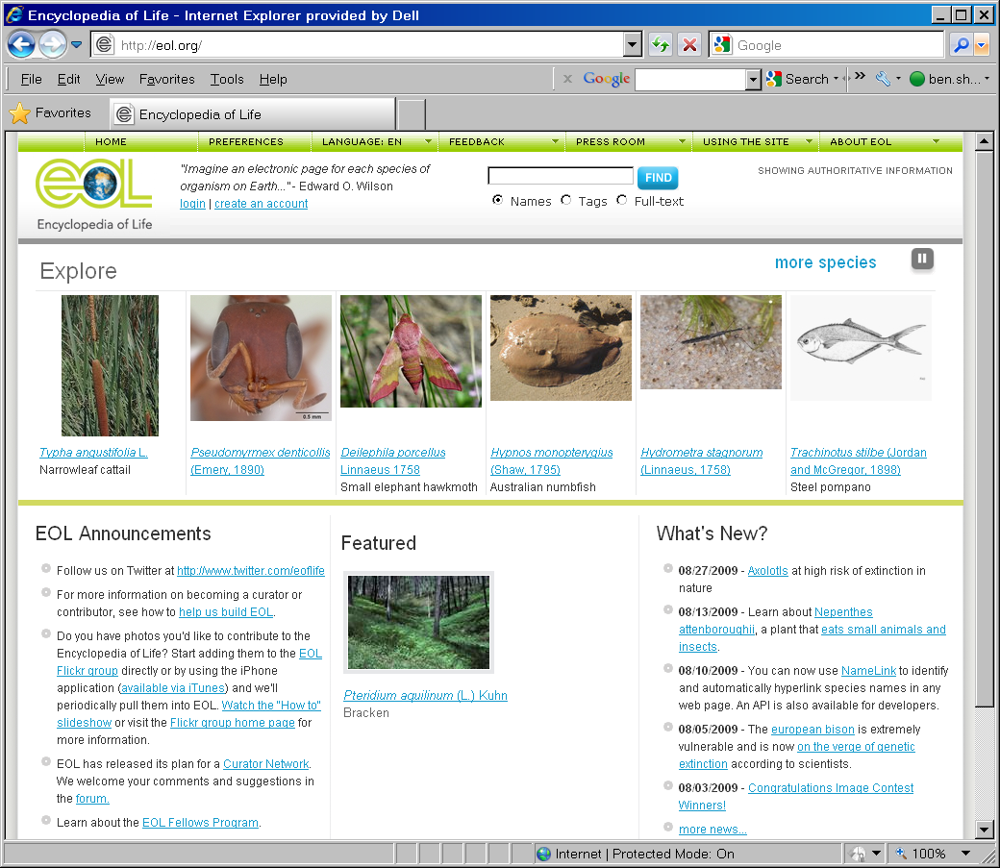 Encyclopedia of Life - Internet Explorer provided by Dell
http://eol.org/
Google
File Edit View Favorites Tools Help
x Google Search » ben.sh...
Favorites
Encyclopedia of Life
HOME PREFERENCES LANGUAGE: EN FEEDBACK PRESS ROOM USING THE SITE ABOUT EOL
eOL
Encyclopedia of Life
"Imagine an electronic page for each species of
organism on Earth..." - Edward O. Wilson
login | create an account
FIND
Names Tags Full-text
SHOWING AUTHORITATIVE INFORMATION
Explore
more species
0.5 mm
Typha angustifolia L.
Narrowleaf cattail
Pseudomyrmex denticollis
(Emery, 1890)
Deilephila porcellus
Linnaeus 1758
Small elephant hawkmoth
Hypnos monopterygius
(Shaw, 1795)
Australian numbfish
Hydrometra stagnorum
(Linnaeus, 1758)
Trachinotus stilbe (Jordan
and McGregor, 1898)
Steel pompano
EOL Announcements
Follow us on Twitter at http://www.twitter.com/eoflife
For more information on becoming a curator or
contributor, see how to help us build EOL.
Do you have photos you'd like to contribute to the
Encyclopedia of Life? Start adding them to the EOL
Flickr group directly or by using the iPhone
application (available via iTunes) and we'll
periodically pull them into EOL. Watch the "How to"
slideshow or visit the Flickr group home page for
more information.
EOL has released its plan for a Curator Network.
We welcome your comments and suggestions in
the forum.
Learn about the EOL Fellows Program.
Featured
Pteridium aquilinum (L.) Kuhn
Bracken
What's New?
08/27/2009 - Axolotls at high risk of extinction in
nature
08/13/2009 - Learn about Nepenthes
attenboroughii, a plant that eats small animals and
insects.
08/10/2009 - You can now use NameLink to identify
and automatically hyperlink species names in any
web page. An API is also available for developers.
08/05/2009 - The european bison is extremely
vulnerable and is now on the verge of genetic
extinction according to scientists.
08/03/2009 - Congratulations Image Contest
Winners!
more news...
Internet | Protected Mode: On
100%